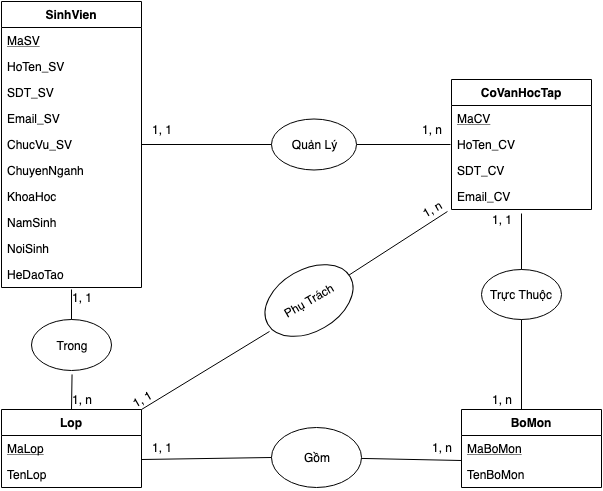 SinhVien
MaSV
HoTen_SV
SDT_SV
Email_SV
ChucVu_SV
ChuyenNganh
KhoaHoc
NamSinh
NoiSinh
HeDaoTao
1, 1
Quản Lý
1, n
CoVanHocTap
MaCV
HoTen_CV
SDT_CV
Email_CV
1, n
1, 1
Phụ Trách
1, 1
Trực Thuộc
1, n
1, 1
Trong
1, n
Lop
MaLop
TenLop
1, 1
Gồm
1, n
BoMon
MaBoMon
TenBoMon